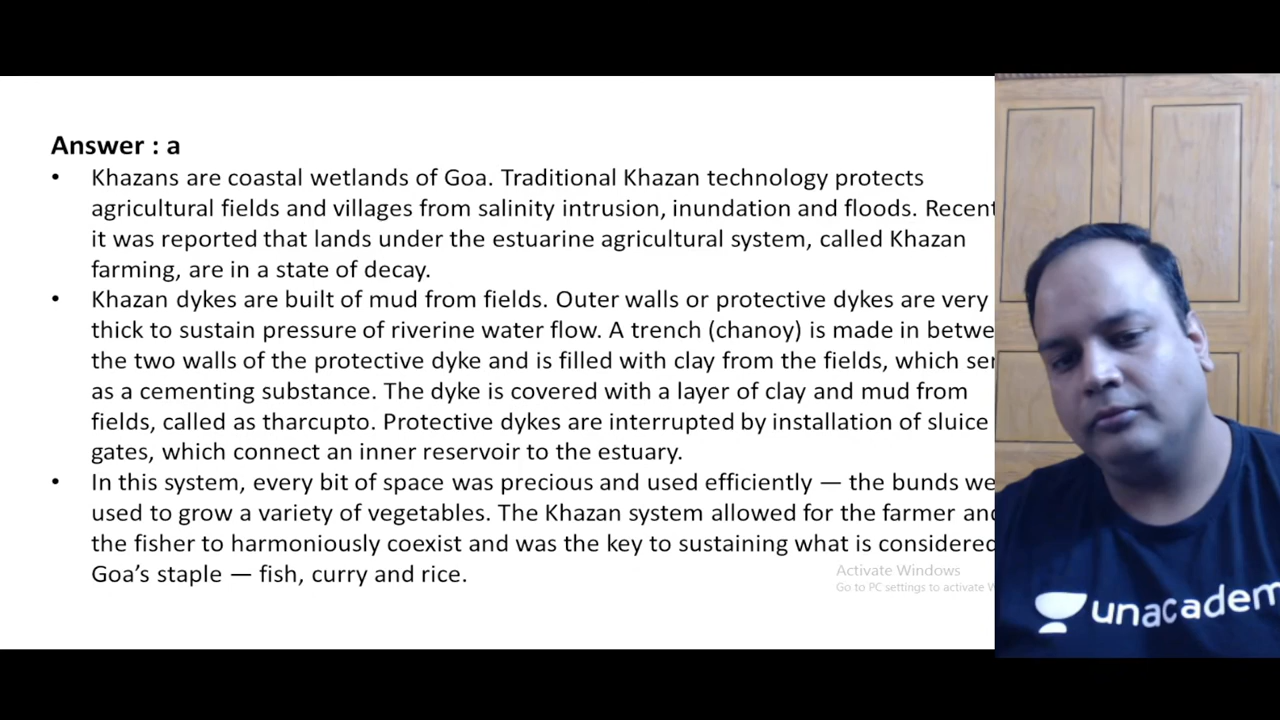 Answer : a
• Khazans are coastal wetlands of Goa. Traditional Khazan technology protects
agricultural fields and villages from salinity intrusion, inundation and floods. Recent
it was reported that lands under the estuarine agricultural system, called Khazan
farming, are in a state of decay.
• Khazan dykes are built of mud from fields. Outer walls or protective dykes are very
thick to sustain pressure of riverine water flow. A trench (chanoy) is made in betwe
the two walls of the protective dyke and is filled with clay from the fields, which ser
as a cementing substance. The dyke is covered with a layer of clay and mud from
fields, called as tharcupto. Protective dykes are interrupted by installation of sluice
gates, which connect an inner reservoir to the estuary.
• In this system, every bit of space was precious and used efficiently — the bunds we
used to grow a variety of vegetables. The Khazan system allowed for the farmer and
the fisher to harmoniously coexist and was the key to sustaining what is considered
Goa's staple — fish, curry and rice.
Activate Windows
Go to PC settings to activate W
unacadem